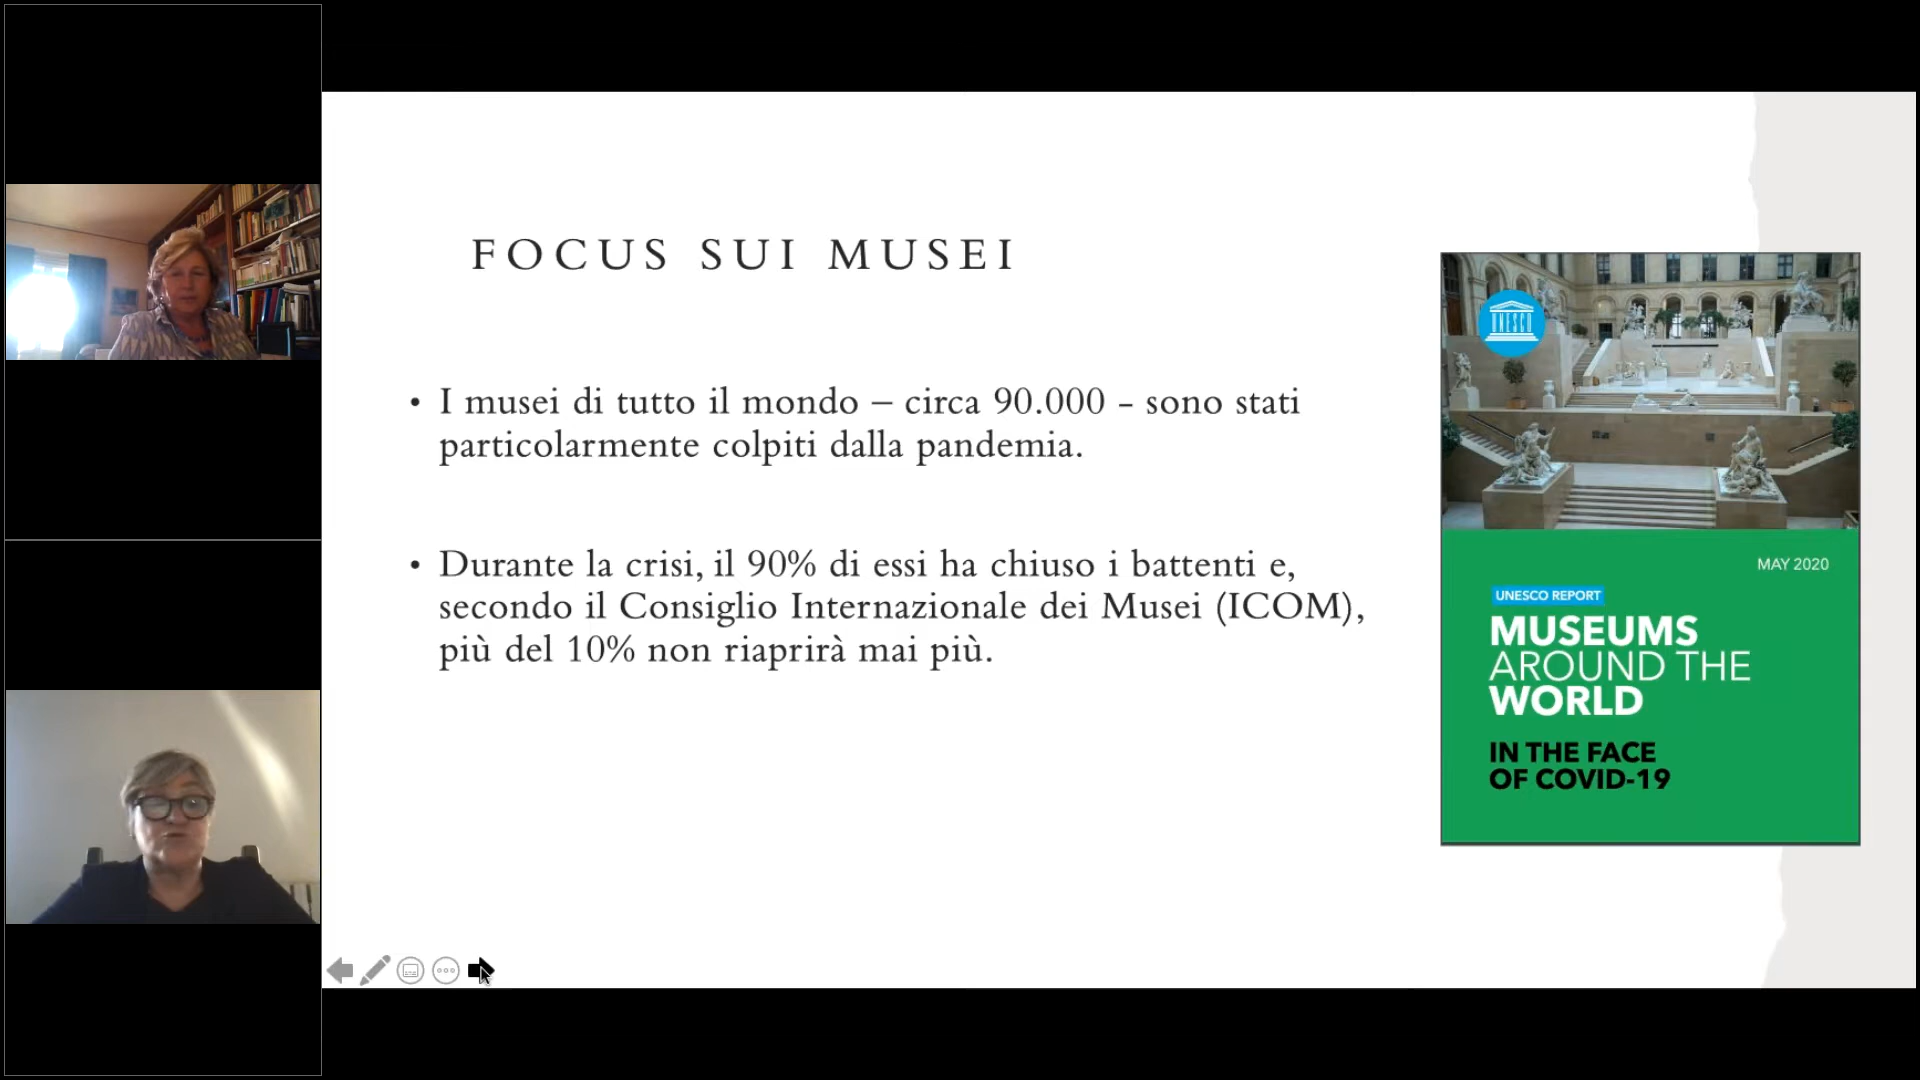 FOCUS SUI MUSEI
• I musei di tutto il mondo – circa 90.000 - sono stati
particolarmente colpiti dalla pandemia.
• Durante la crisi, il 90% di essi ha chiuso i battenti e,
secondo il Consiglio Internazionale dei Musei (ICOM),
più del 10% non riaprirà mai più.
UNESCO
MAY 2020
UNESCO REPORT
MUSEUMS
AROUND THE
WORLD
IN THE FACE
OF COVID-19